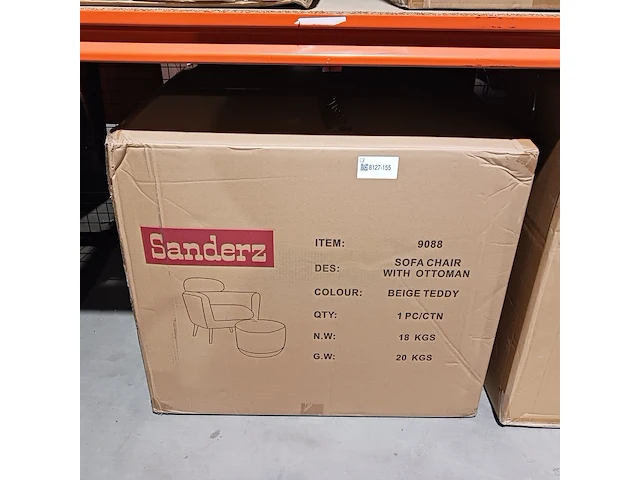 8127-155
Sanderz
ITEM: 9088
DES: SOFA CHAIR WITH OTTOMAN
COLOUR: BEIGE TEDDY
QTY: 1 PC/CTN
N.W: 18 KGS
G.W: 20 KGS